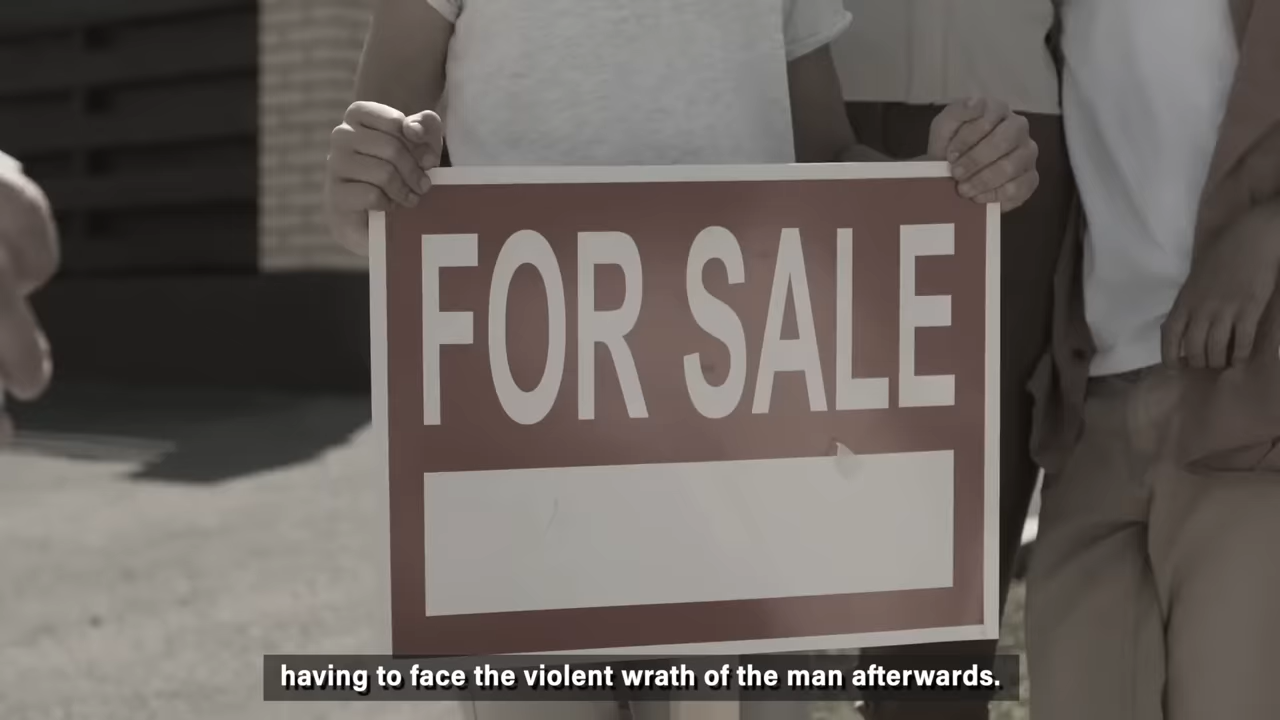 FOR SALE
having to face the violent wrath of the man afterwards.